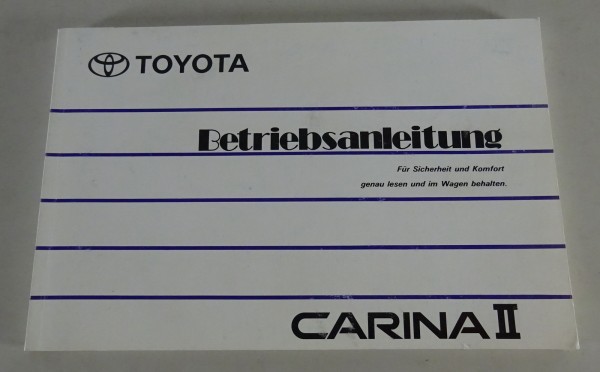 TOYOTA
Betriebsanleitung
Für Sicherheit und Komfort
genau lesen und im Wagen behalten.
CARINA II